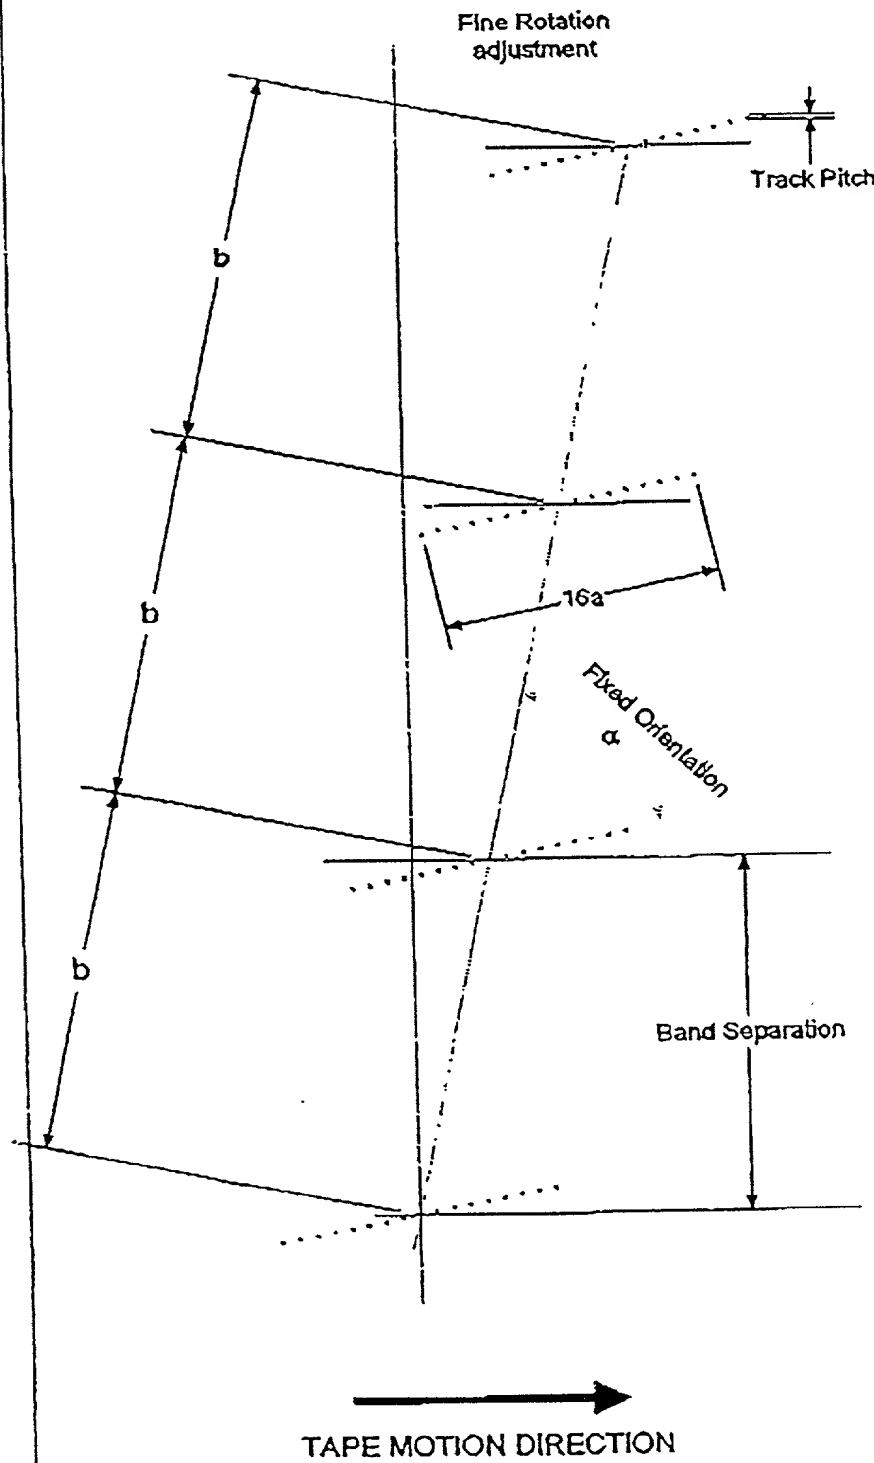 Fine Rotation
adjustment
Track Pitch
b
16a
b
Fixed Orientation
α
b
Band Separation
TAPE MOTION DIRECTION